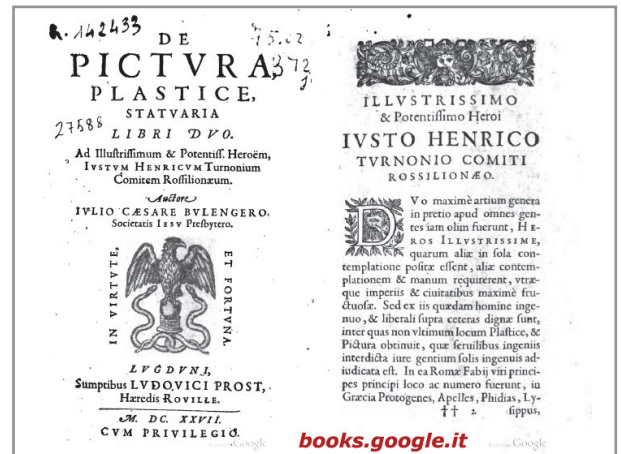 R. 142433
DE
PICTVRA,
PLASTICE,
STATVARIA
LIBRI DVO.
27588
Ad Illustrissimum & Potentiss. Heroëm,
IVSTVM HENRICVM Turnonium
Comitem Rossilionæum.
Auctore
IVLIO CÆSARE BVLENGERO,
Societatis IESV Presbytero.
IN VIRTVTE,
ET FORTVNA
LVGDVNI,
Sumptibus LVDOVICI PROST,
Hæredis ROVILLE.
M. DC. XXVII.
CVM PRIVILEGIO.
Google
ILLVSTRISSIMO
& Potentissimo Heroi
IVSTO HENRICO
TVRNONIO COMITI
ROSSILIONÆO.
DVo maximè artium genera
in pretio apud omnes gen-
tes iam olim fuerunt, HE-
ROS ILLVSTRISSIME,
quarum aliæ in sola con-
templatione positæ essent, aliæ contem-
plationem & manum requirerent, vtræ-
que imperiis & ciuitatibus maximè fru-
ctuosæ. Sed ex iis quædam homine inge-
nuo, & liberali supra ceteras dignæ sunt,
inter quas non vltimum locum Plastice, &
Pictura obtinuit, quæ seruilibus ingeniis
interdicta iure gentium solis ingenuis ad-
iudicata est. In ea Romæ Fabij viri princi-
pes principi loco ac numero fuerunt, in
Græcia Protogenes, Apelles, Phidias, Ly-
†† 2 sippus,
books.google.it
Google